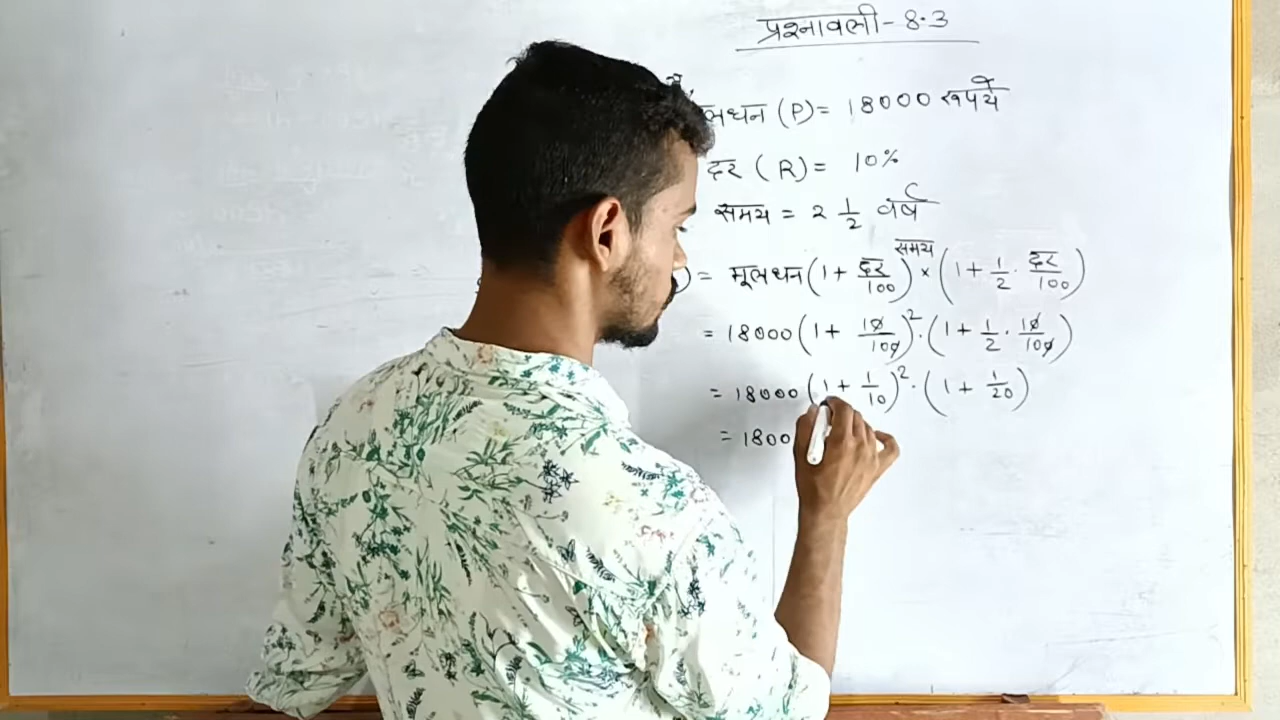 प्रश्नावली - 8.3
(P) = 18000 रुपये
दर (R) = 10%
समय = 2 1/2 वर्ष
) = मूलधन (1 + दर/100)^समय × (1 + 1/2 . दर/100)
= 18000 (1 + 10/100)^2 . (1 + 1/2 . 10/100)
= 18000 (1 + 1/10)^2 . (1 + 1/20)
= 1800